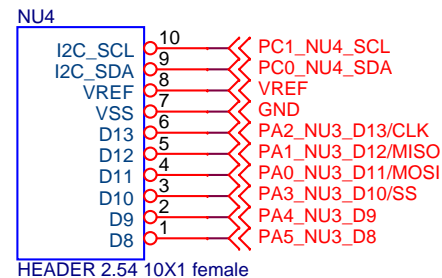 NU4
I2C_SCL 10 PC1_NU4_SCL
I2C_SDA 9 PC0_NU4_SDA
VREF 8 VREF
VSS 7 GND
D13 6 PA2_NU3_D13/CLK
D12 5 PA1_NU3_D12/MISO
D11 4 PA0_NU3_D11/MOSI
D10 3 PA3_NU3_D10/SS
D9 2 PA4_NU3_D9
D8 1 PA5_NU3_D8
HEADER 2.54 10X1 female